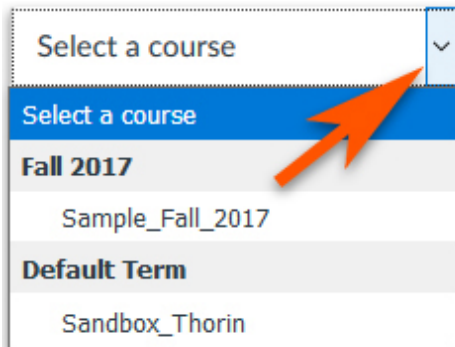 Select a course
Select a course
Fall 2017
Sample_Fall_2017
Default Term
Sandbox_Thorin